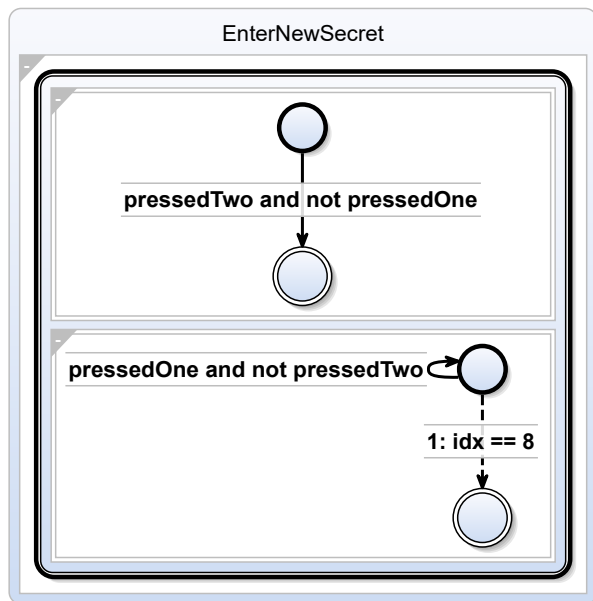 EnterNewSecret
-
-
pressedTwo and not pressedOne
-
pressedOne and not pressedTwo
1: idx == 8